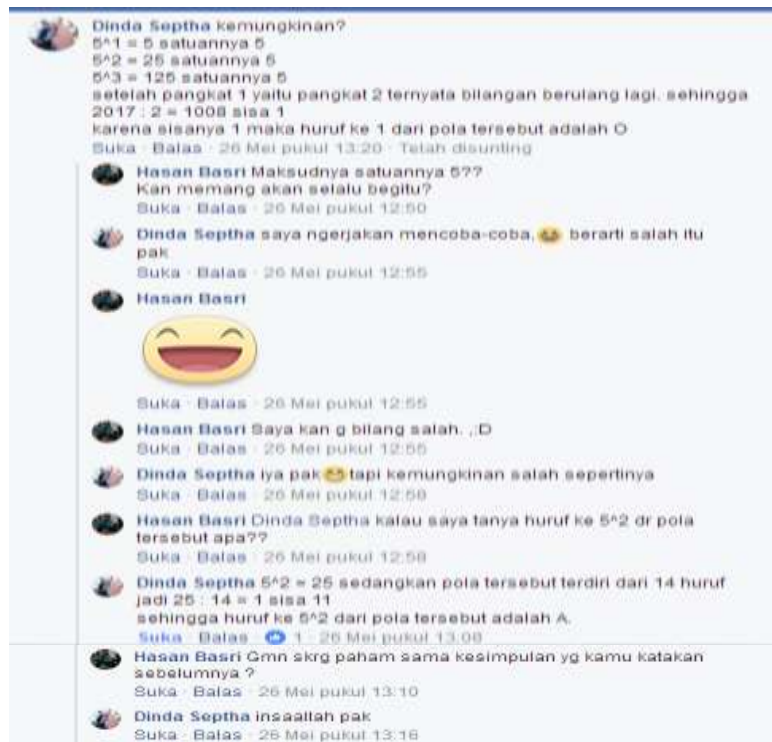 Dinda Septha kemungkinan?
5^1 = 5 satuannya 5
5^2 = 25 satuannya 5
5^3 = 125 satuannya 5
setelah pangkat 1 yaitu pangkat 2 ternyata bilangan berulang lagi. sehingga
2017 : 2 = 1008 sisa 1
karena sisanya 1 maka huruf ke 1 dari pola tersebut adalah O
Suka · Balas · 26 Mei pukul 13:20 · Telah disunting
Hasan Basri Maksudnya satuannya 5??
Kan memang akan selalu begitu?
Suka · Balas · 26 Mei pukul 12:50
Dinda Septha saya ngerjakan mencoba-coba, 😄 berarti salah itu
pak
Suka · Balas · 26 Mei pukul 12:55
Hasan Basri
Suka · Balas · 26 Mei pukul 12:55
Hasan Basri Saya kan g bilang salah. ,:D
Suka · Balas · 26 Mei pukul 12:55
Dinda Septha iya pak 😄 tapi kemungkinan salah sepertinya
Suka · Balas · 26 Mei pukul 12:58
Hasan Basri Dinda Septha kalau saya tanya huruf ke 5^2 dr pola
tersebut apa??
Suka · Balas · 26 Mei pukul 12:58
Dinda Septha 5^2 = 25 sedangkan pola tersebut terdiri dari 14 huruf
jadi 25 : 14 = 1 sisa 11
sehingga huruf ke 5^2 dari pola tersebut adalah A.
Suka · Balas · 1 · 26 Mei pukul 13:08
Hasan Basri Gmn skrg paham sama kesimpulan yg kamu katakan
sebelumnya ?
Suka · Balas · 26 Mei pukul 13:10
Dinda Septha insaallah pak
Suka · Balas · 26 Mei pukul 13:16